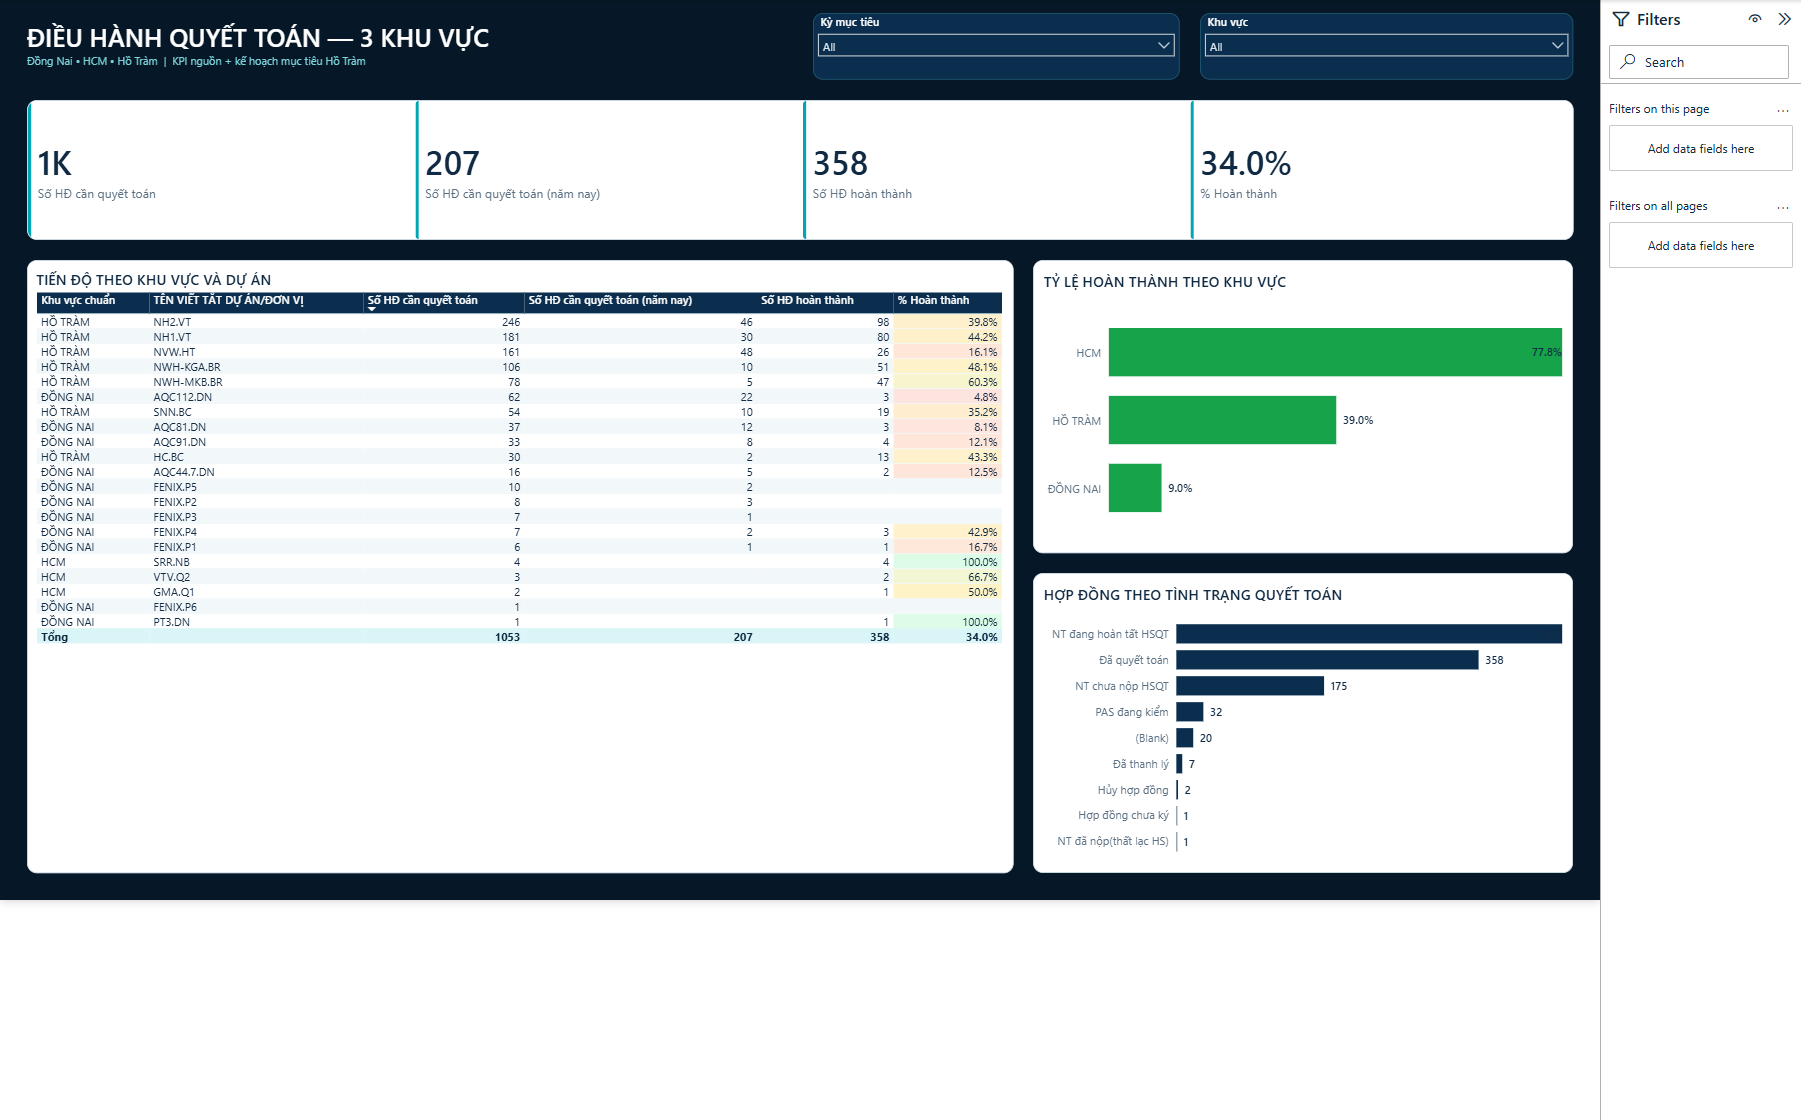 ĐIỀU HÀNH QUYẾT TOÁN — 3 KHU VỰC
Đồng Nai • HCM • Hồ Tràm | KPI nguồn + kế hoạch mục tiêu Hồ Tràm
Kỳ mục tiêu
All
Khu vực
All
1K
Số HĐ cần quyết toán
207
Số HĐ cần quyết toán (năm nay)
358
Số HĐ hoàn thành
34.0%
% Hoàn thành
TIẾN ĐỘ THEO KHU VỰC VÀ DỰ ÁN
Khu vực chuẩn TÊN VIẾT TẮT DỰ ÁN/ĐƠN VỊ Số HĐ cần quyết toán Số HĐ cần quyết toán (năm nay) Số HĐ hoàn thành % Hoàn thành
HỒ TRÀM NH2.VT 246 46 98 39.8%
HỒ TRÀM NH1.VT 181 30 80 44.2%
HỒ TRÀM NVW.HT 161 48 26 16.1%
HỒ TRÀM NWH-KGA.BR 106 10 51 48.1%
HỒ TRÀM NWH-MKB.BR 78 5 47 60.3%
ĐỒNG NAI AQC112.DN 62 22 3 4.8%
HỒ TRÀM SNN.BC 54 10 19 35.2%
ĐỒNG NAI AQC81.DN 37 12 3 8.1%
ĐỒNG NAI AQC91.DN 33 8 4 12.1%
HỒ TRÀM HC.BC 30 2 13 43.3%
ĐỒNG NAI AQC44.7.DN 16 5 2 12.5%
ĐỒNG NAI FENIX.P5 10 2
ĐỒNG NAI FENIX.P2 8 3
ĐỒNG NAI FENIX.P3 7 1
ĐỒNG NAI FENIX.P4 7 2 3 42.9%
ĐỒNG NAI FENIX.P1 6 1 1 16.7%
HCM SRR.NB 4 4 100.0%
HCM VTV.Q2 3 2 66.7%
HCM GMA.Q1 2 1 50.0%
ĐỒNG NAI FENIX.P6 1
ĐỒNG NAI PT3.DN 1 1 100.0%
Tổng 1053 207 358 34.0%
TỶ LỆ HOÀN THÀNH THEO KHU VỰC
HCM 77.8%
HỒ TRÀM 39.0%
ĐỒNG NAI 9.0%
HỢP ĐỒNG THEO TÌNH TRẠNG QUYẾT TOÁN
NT đang hoàn tất HSQT
Đã quyết toán 358
NT chưa nộp HSQT 175
PAS đang kiểm 32
(Blank) 20
Đã thanh lý 7
Hủy hợp đồng 2
Hợp đồng chưa ký 1
NT đã nộp(thất lạc HS) 1
Filters
Search
Filters on this page ...
Add data fields here
Filters on all pages ...
Add data fields here